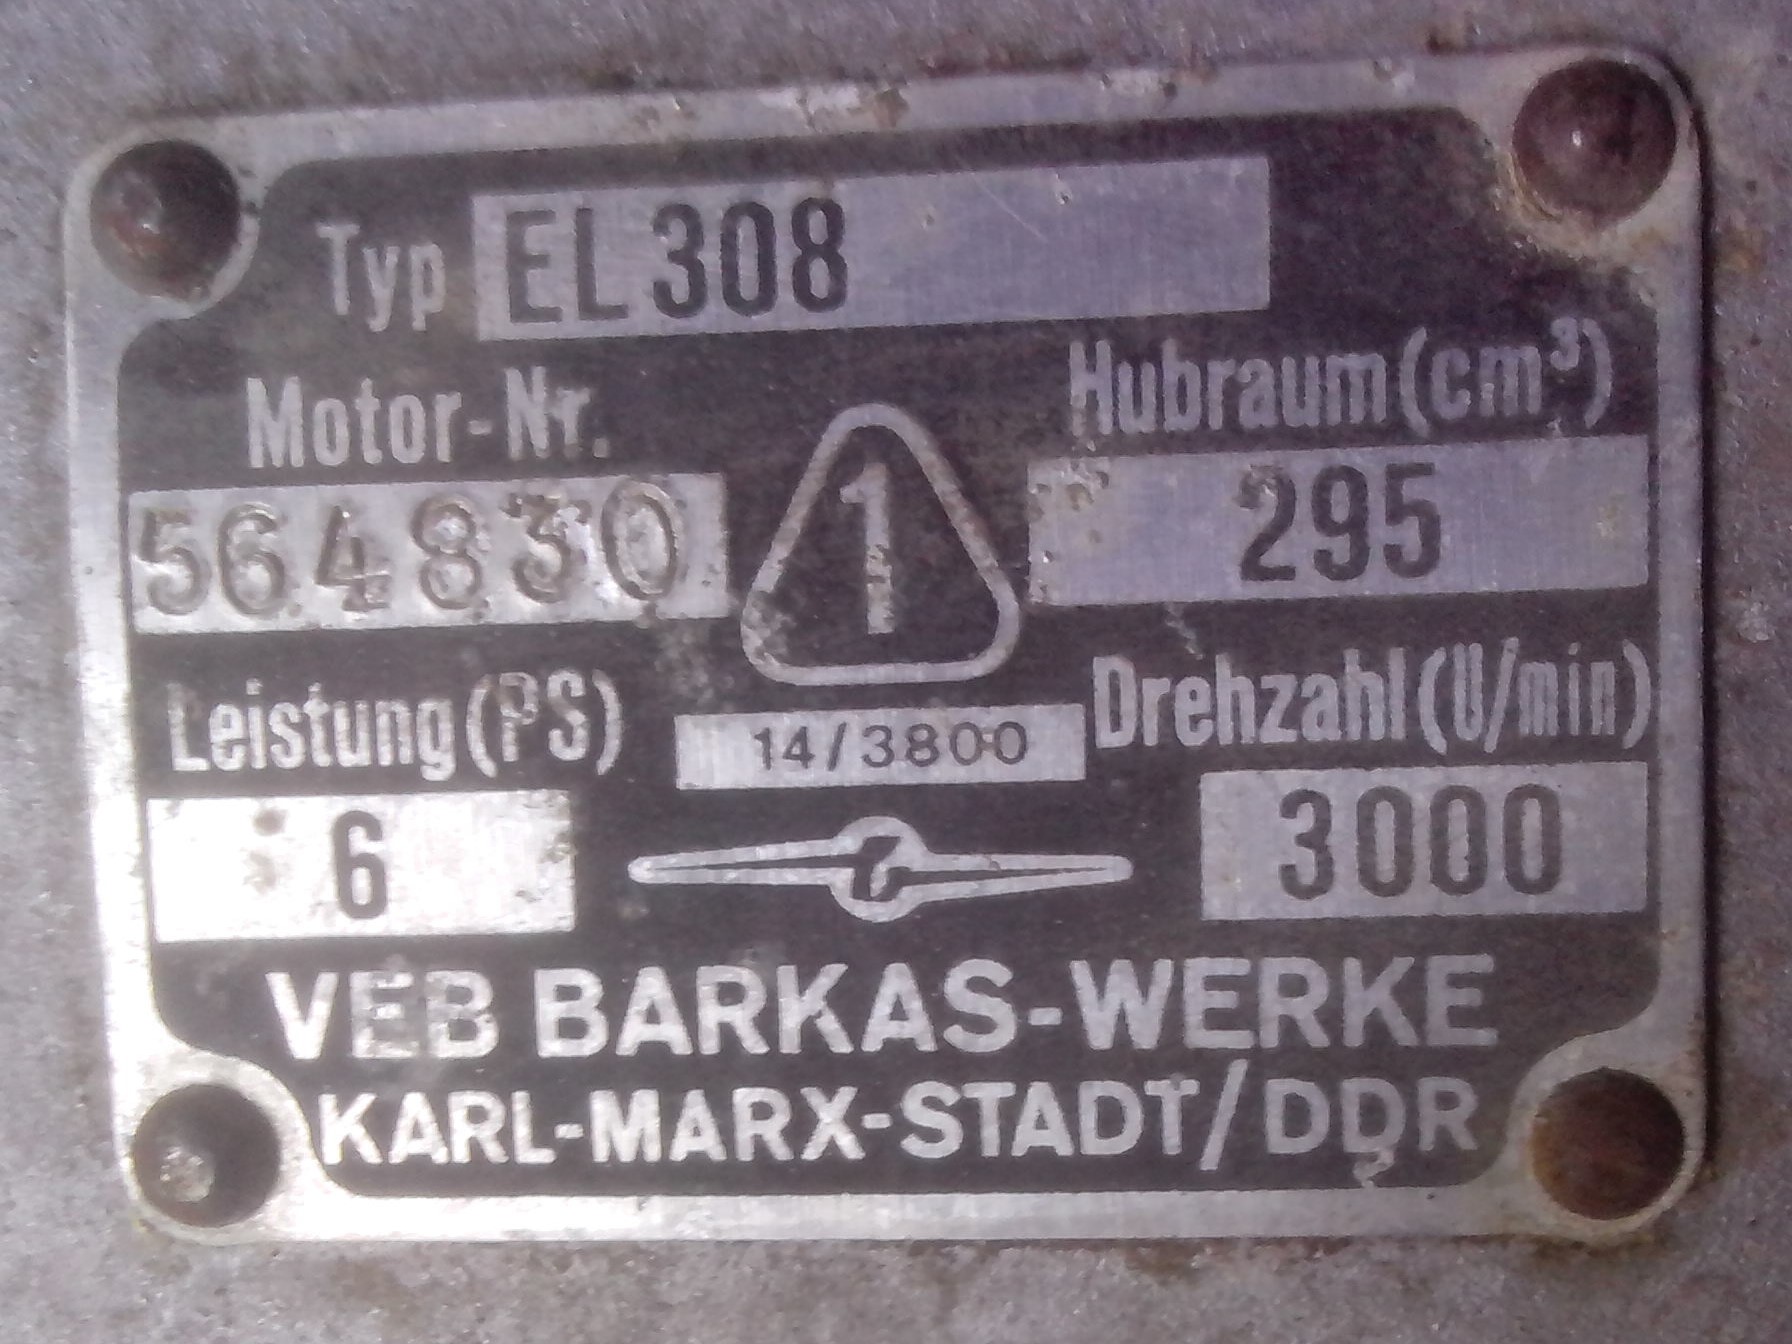 Typ EL 308
Motor-Nr. Hubraum (cm³)
564830 1 295
Leistung (PS) 14/3800 Drehzahl (U/min)
6 3000
VEB BARKAS-WERKE
KARL-MARX-STADT/DDR